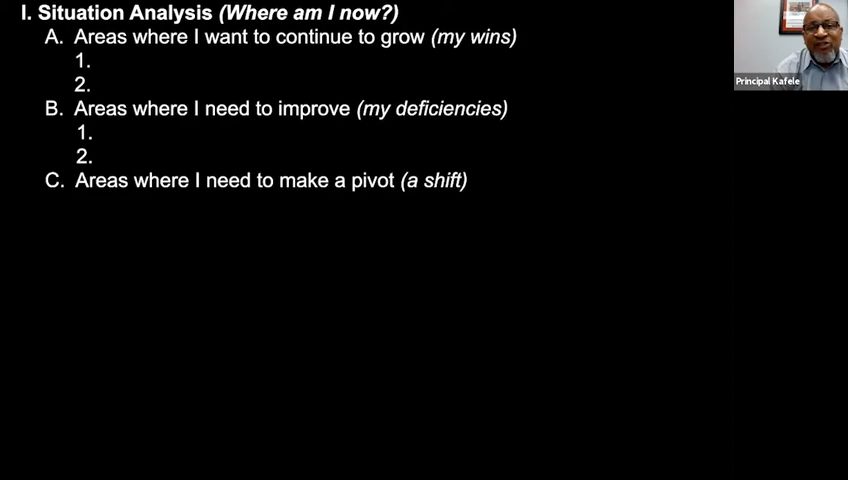 I. Situation Analysis (Where am I now?)
A. Areas where I want to continue to grow (my wins)
1.
2.
B. Areas where I need to improve (my deficiencies)
1.
2.
C. Areas where I need to make a pivot (a shift)
Principal Kafele